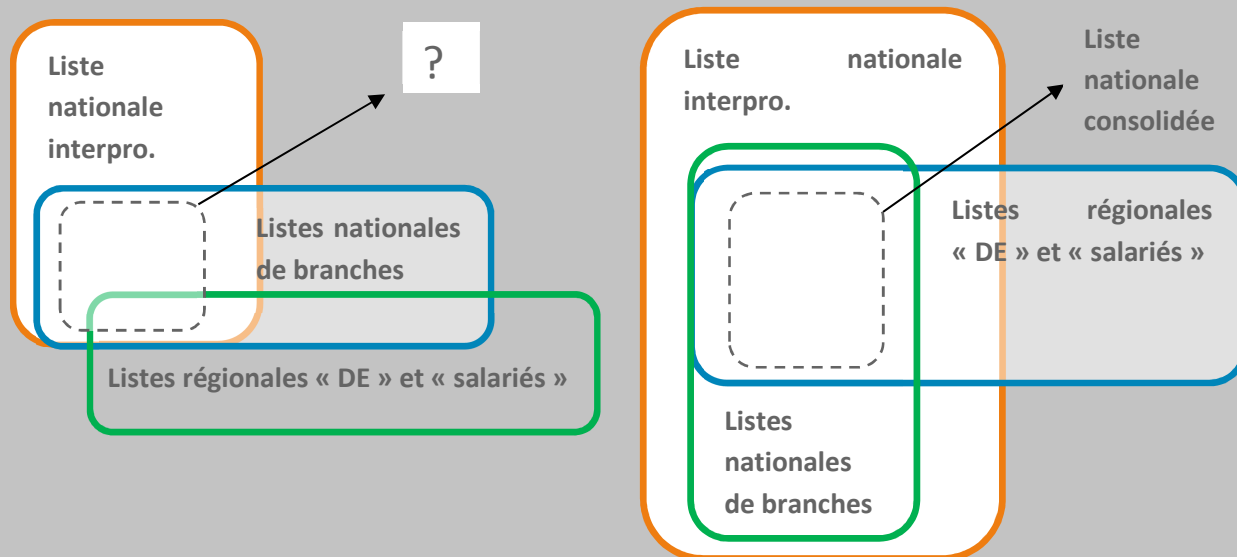 Liste
nationale
interpro.
?
Listes nationales
de branches
Listes régionales « DE » et « salariés »
Liste nationale
interpro.
Liste
nationale
consolidée
Listes régionales
« DE » et « salariés »
Listes
nationales
de branches